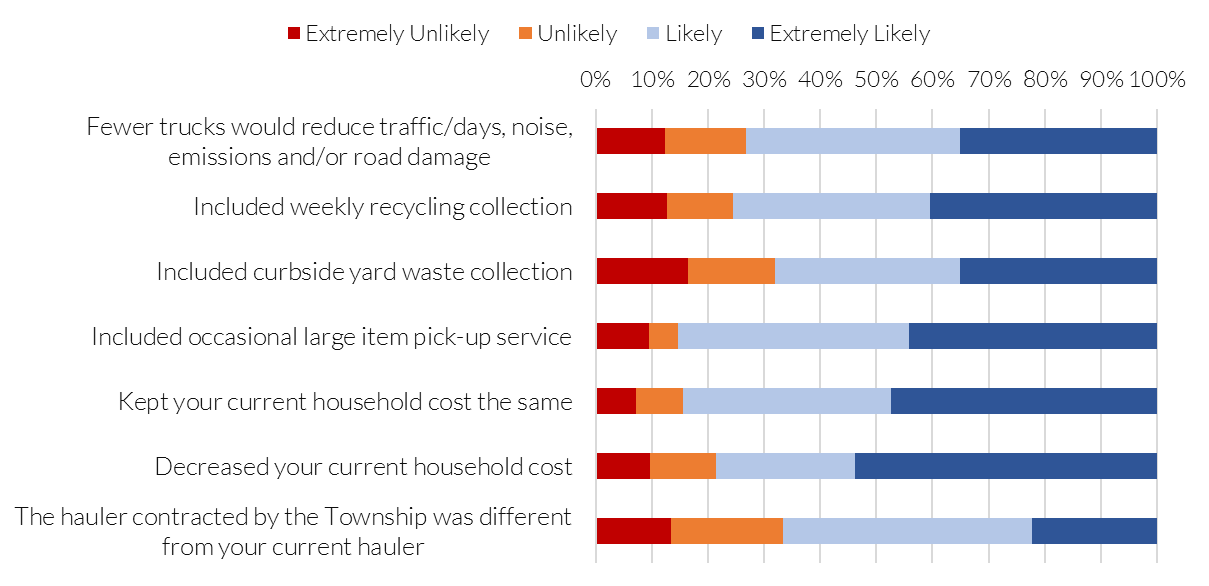 Extremely Unlikely Unlikely Likely Extremely Likely
0% 10% 20% 30% 40% 50% 60% 70% 80% 90% 100%
Fewer trucks would reduce traffic/days, noise,
emissions and/or road damage
Included weekly recycling collection
Included curbside yard waste collection
Included occasional large item pick-up service
Kept your current household cost the same
Decreased your current household cost
The hauler contracted by the Township was different
from your current hauler